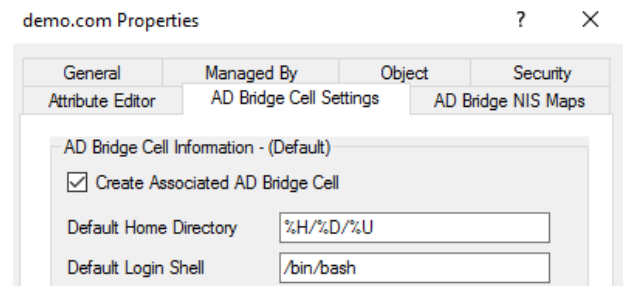 demo.com Properties ? ×
General Managed By Object Security
Attribute Editor AD Bridge Cell Settings AD Bridge NIS Maps
AD Bridge Cell Information - (Default)
Create Associated AD Bridge Cell
Default Home Directory %H/%D/%U
Default Login Shell /bin/bash